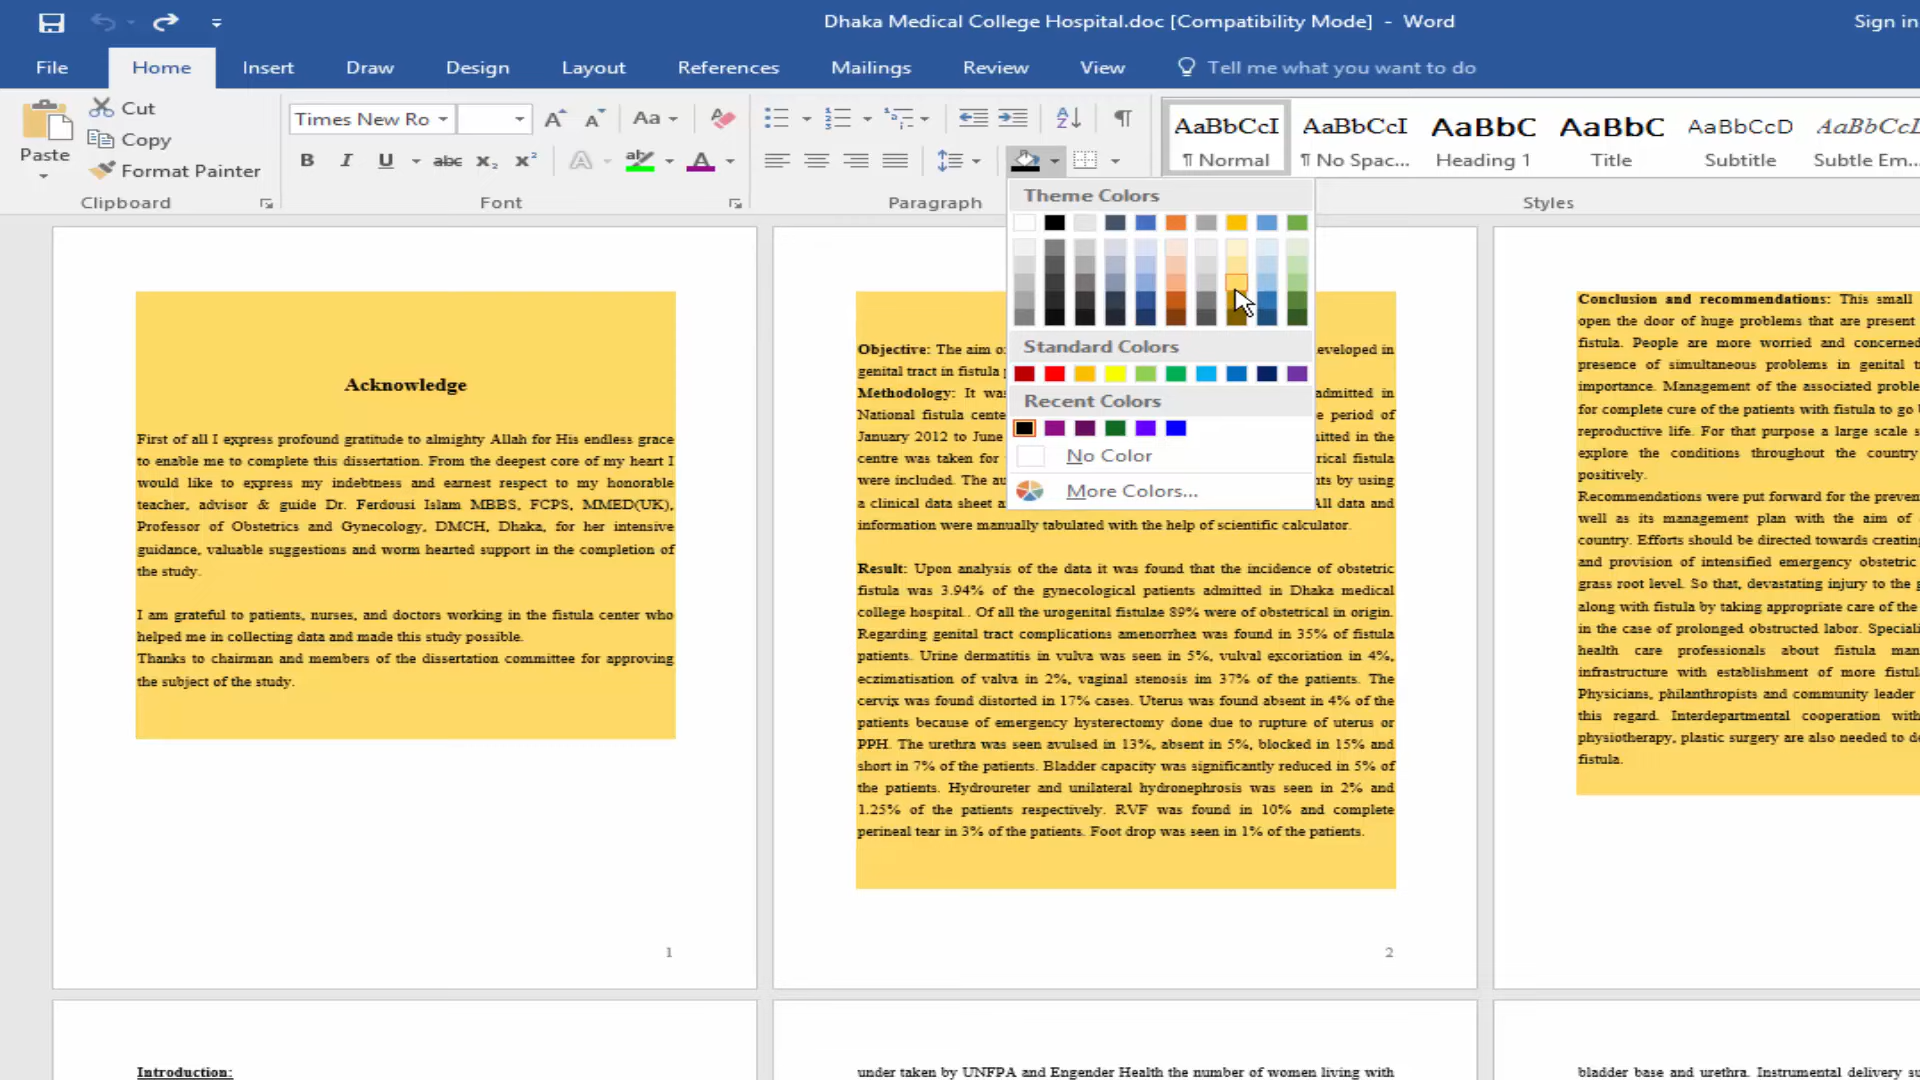 Dhaka Medical College Hospital.doc [Compatibility Mode] - Word
Sign in
File Home Insert Draw Design Layout References Mailings Review View Tell me what you want to do
Paste
Cut
Copy
Format Painter
Clipboard
Times New Ro
Aa
B I U abc x₂ x² A ab A
Font
Paragraph
AaBbCcI AaBbCcI AaBbC AaBbC AaBbCcD AaBbCcL
¶ Normal ¶ No Spac... Heading 1 Title Subtitle Subtle Em...
Styles
Theme Colors
Standard Colors
Recent Colors
No Color
More Colors...
Acknowledge
First of all I express profound gratitude to almighty Allah for His endless grace
to enable me to complete this dissertation. From the deepest core of my heart I
would like to express my indebtness and earnest respect to my honorable
teacher, advisor & guide Dr. Ferdousi Islam MBBS, FCPS, MMED(UK),
Professor of Obstetrics and Gynecology, DMCH, Dhaka, for her intensive
guidance, valuable suggestions and worm hearted support in the completion of
the study.
I am grateful to patients, nurses, and doctors working in the fistula center who
helped me in collecting data and made this study possible.
Thanks to chairman and members of the dissertation committee for approving
the subject of the study.
1
Objective: The aim o eveloped in
genital tract in fistula
Methodology: It was admitted in
National fistula cente e period of
January 2012 to June itted in the
centre was taken for rical fistula
were included. The au nts by using
a clinical data sheet a All data and
information were manually tabulated with the help of scientific calculator.
Result: Upon analysis of the data it was found that the incidence of obstetric
fistula was 3.94% of the gynecological patients admitted in Dhaka medical
college hospital.. Of all the urogenital fistulae 89% were of obstetrical in origin.
Regarding genital tract complications amenorrhea was found in 35% of fistula
patients. Urine dermatitis in vulva was seen in 5%, vulval excoriation in 4%,
eczimatisation of valva in 2%, vaginal stenosis im 37% of the patients. The
cervix was found distorted in 17% cases. Uterus was found absent in 4% of the
patients because of emergency hysterectomy done due to rupture of uterus or
PPH. The urethra was seen avulsed in 13%, absent in 5%, blocked in 15% and
short in 7% of the patients. Bladder capacity was significantly reduced in 5% of
the patients. Hydroureter and unilateral hydronephrosis was seen in 2% and
1.25% of the patients respectively. RVF was found in 10% and complete
perineal tear in 3% of the patients. Foot drop was seen in 1% of the patients.
2
Conclusion and recommendations: This small
open the door of huge problems that are present
fistula. People are more worried and concerned
presence of simultaneous problems in genital t
importance. Management of the associated proble
for complete cure of the patients with fistula to go
reproductive life. For that purpose a large scale s
explore the conditions throughout the country
positively.
Recommendations were put forward for the preven
well as its management plan with the aim of
country. Efforts should be directed towards creating
and provision of intensified emergency obstetric
grass root level. So that, devastating injury to the g
along with fistula by taking appropriate care of the
in the case of prolonged obstructed labor. Speciali
health care professionals about fistula man
infrastructure with establishment of more fistul
Physicians, philanthropists and community leader
this regard. Interdepartmental cooperation with
physiotherapy, plastic surgery are also needed to de
fistula.
Introduction:
under taken by UNFPA and Engender Health the number of women living with
bladder base and urethra. Instrumental delivery su